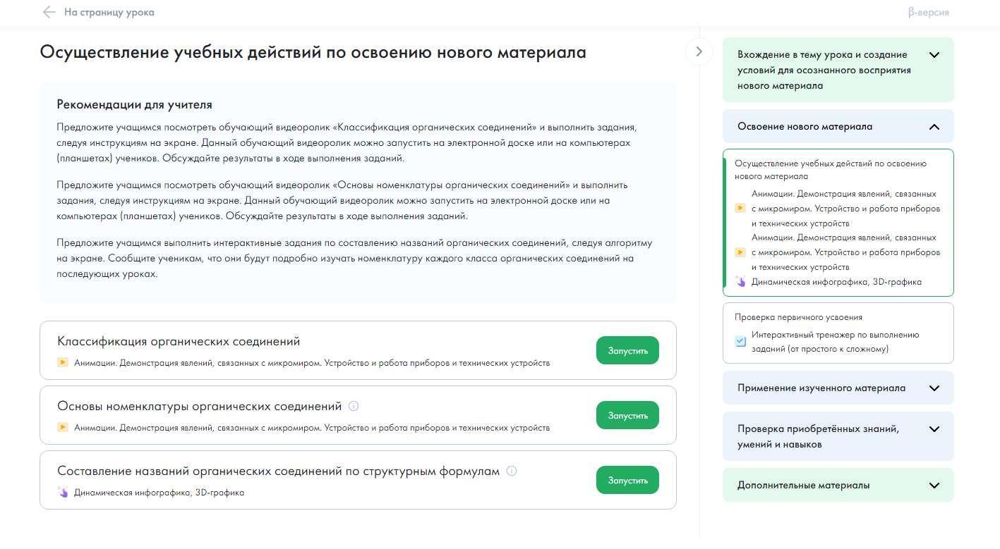 На страницу урока
β-версия
Осуществление учебных действий по освоению нового материала
Рекомендации для учителя
Предложите учащимся посмотреть обучающий видеоролик «Классификация органических соединений» и выполнить задания,
следуя инструкциям на экране. Данный обучающий видеоролик можно запустить на электронной доске или на компьютерах
(планшетах) учеников. Обсуждайте результаты в ходе выполнения заданий.
Предложите учащимся посмотреть обучающий видеоролик «Основы номенклатуры органических соединений» и выполнить
задания, следуя инструкциям на экране. Данный обучающий видеоролик можно запустить на электронной доске или на
компьютерах (планшетах) учеников. Обсуждайте результаты в ходе выполнения заданий.
Предложите учащимся выполнить интерактивные задания по составлению названий органических соединений, следуя алгоритму
на экране. Сообщите ученикам, что они будут подробно изучать номенклатуру каждого класса органических соединений на
последующих уроках.
Классификация органических соединений
Анимации. Демонстрация явлений, связанных с микромиром. Устройство и работа приборов и технических устройств
Запустить
Основы номенклатуры органических соединений
Анимации. Демонстрация явлений, связанных с микромиром. Устройство и работа приборов и технических устройств
Запустить
Составление названий органических соединений по структурным формулам
Динамическая инфографика, 3D-графика
Запустить
Вхождение в тему урока и создание
условий для осознанного восприятия
нового материала
Освоение нового материала
Осуществление учебных действий по освоению
нового материала
Анимации. Демонстрация явлений, связанных
с микромиром. Устройство и работа приборов
и технических устройств
Анимации. Демонстрация явлений, связанных
с микромиром. Устройство и работа приборов
и технических устройств
Динамическая инфографика, 3D-графика
Проверка первичного усвоения
Интерактивный тренажер по выполнению
заданий (от простого к сложному)
Применение изученного материала
Проверка приобретённых знаний,
умений и навыков
Дополнительные материалы